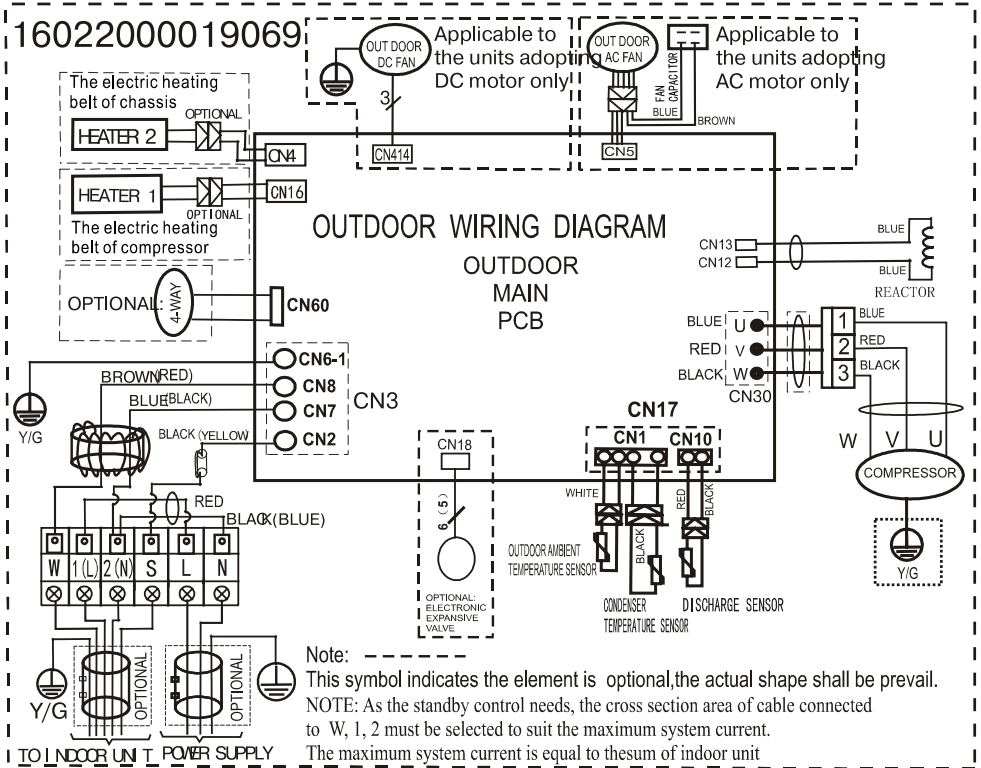 16022000019069
OUT DOOR
DC FAN
Applicable to
the units adopting
DC motor only
3
CN414
OUT DOOR
AC FAN
FAN
CAPACITOR
BLUE
BROWN
CN5
Applicable to
the units adopting
AC motor only
The electric heating
belt of chassis
OPTIONAL
HEATER 2
CN4
HEATER 1
CN16
OPTIONAL
The electric heating
belt of compressor
OPTIONAL:
4-WAY
CN60
OUTDOOR WIRING DIAGRAM
OUTDOOR
MAIN
PCB
CN13
CN12
BLUE
BLUE
REACTOR
BLUE U
RED V
BLACK W
CN30
1
2
3
BLUE
RED
BLACK
W V U
COMPRESSOR
Y/G
CN6-1
CN8
CN7
CN2
CN3
Y/G
BROWN(RED)
BLUE(BLACK)
BLACK (YELLOW)
RED
BLACK(BLUE)
W 1(L) 2(N) S L N
CN18
6 (5)
OPTIONAL:
ELECTRONIC
EXPANSIVE
VALVE
CN17
CN1 CN10
WHITE
BLACK
RED
BLACK
OUTDOOR AMBIENT
TEMPERATURE SENSOR
CONDENSER
TEMPERATURE SENSOR
DISCHARGE SENSOR
Y/G
OPTIONAL
OPTIONAL
TO INDOOR UNIT
POWER SUPPLY
Note:
This symbol indicates the element is optional,the actual shape shall be prevail.
NOTE: As the standby control needs, the cross section area of cable connected
to W, 1, 2 must be selected to suit the maximum system current.
The maximum system current is equal to thesum of indoor unit